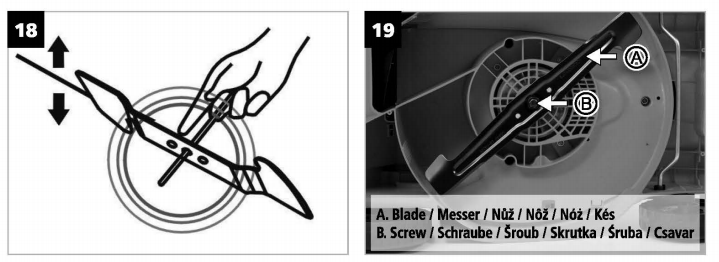 18
19
A
B
A. Blade / Messer / Nůž / Nôž / Nóż / Kés
B. Screw / Schraube / Šroub / Skrutka / Śruba / Csavar